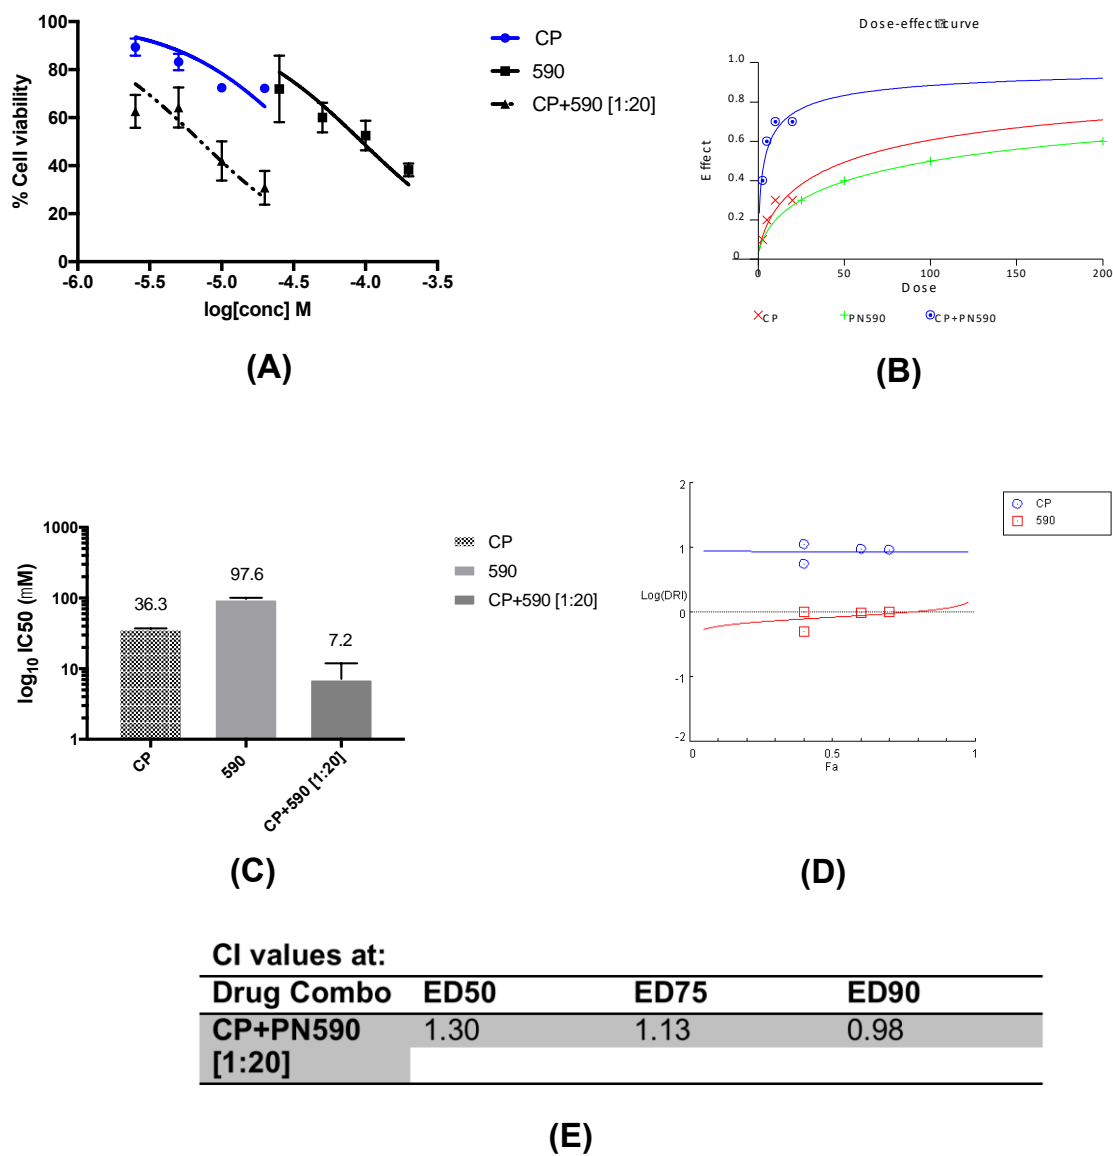 100
80
60
40
20
0
-6.0 -5.5 -5.0 -4.5 -4.0 -3.5
% Cell viability
log[conc] M
CP
590
CP+590 [1:20]
(A)
Dose-effect curve
1.0
0.8
0.6
0.4
0.2
0
0 50 100 150 200
Effect
Dose
CP PN590 CP+PN590
(B)
1000
100
10
1
log10 IC50 (mM)
36.3
97.6
7.2
CP
590
CP+590 [1:20]
CP
590
CP+590 [1:20]
(C)
2
1
Log(DRI)
0
-1
-2
0 0.5 1
Fa
CP
590
(D)
CI values at:
Drug Combo ED50 ED75 ED90
CP+PN590 1.30 1.13 0.98
[1:20]
(E)